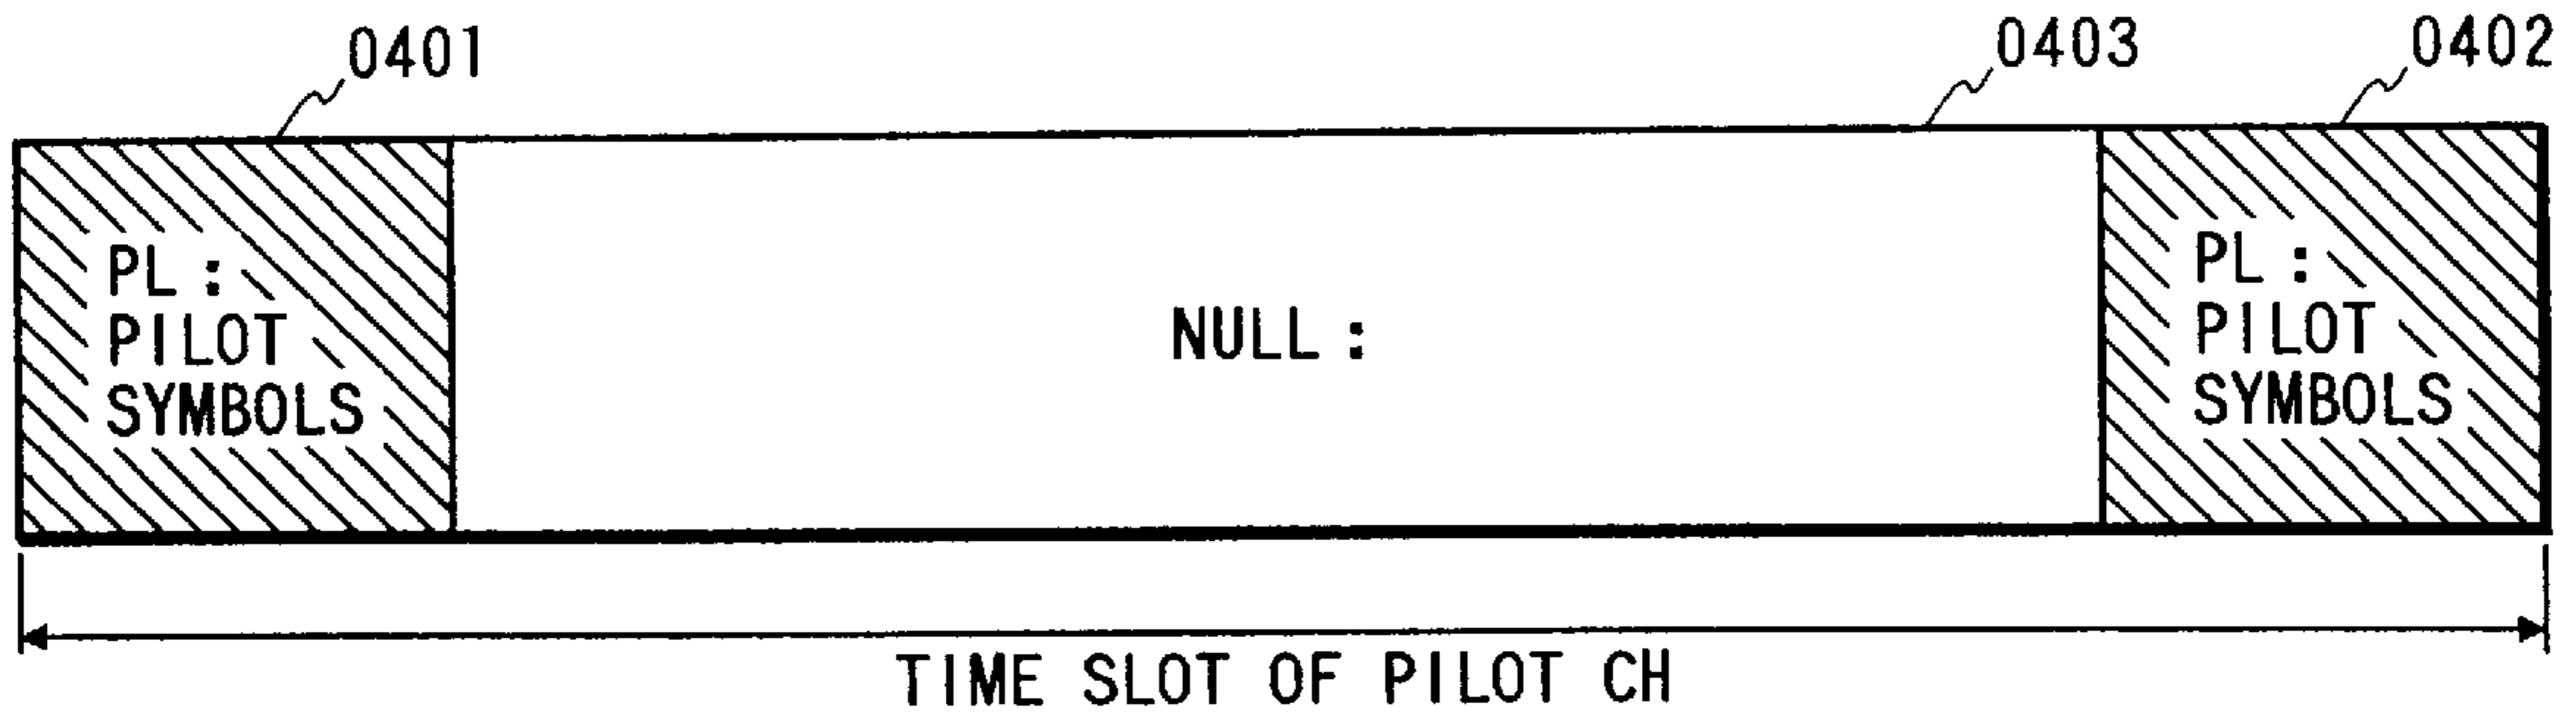 0401
0403
0402
PL :
PILOT
SYMBOLS
NULL :
PL :
PILOT
SYMBOLS
TIME SLOT OF PILOT CH